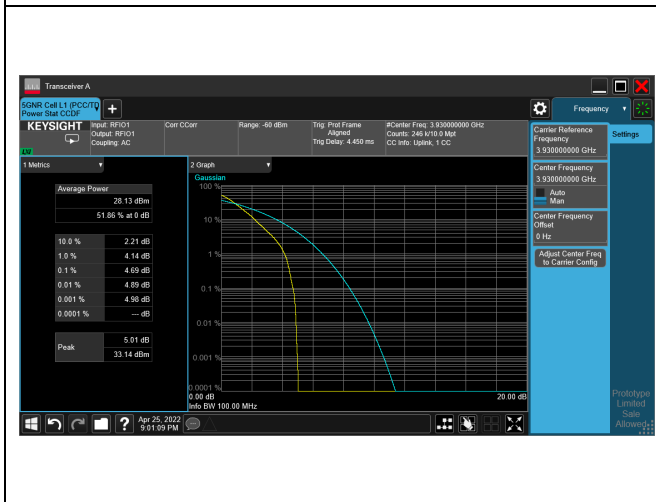 Transceiver A
5GNR Cell L1 (PCC/TD
Power Stat CCDF
Frequency
KEYSIGHT
Input: RFIO1
Output: RFIO1
Coupling: AC
Corr CCorr
Range: -60 dBm
Trig: Prot Frame
Aligned
Trig Delay: 4.450 ms
#Center Freq: 3.930000000 GHz
Counts: 246 k/10.0 Mpt
CC Info: Uplink, 1 CC
Carrier Reference
Frequency
3.930000000 GHz
Settings
Center Frequency
3.930000000 GHz
Auto
Man
Center Frequency
Offset
0 Hz
Adjust Center Freq
to Carrier Config
1 Metrics
Average Power
28.13 dBm
51.86 % at 0 dB
10.0 % 2.21 dB
1.0 % 4.14 dB
0.1 % 4.69 dB
0.01 % 4.89 dB
0.001 % 4.98 dB
0.0001 % --- dB
Peak
5.01 dB
33.14 dBm
2 Graph
Gaussian
100 %
10 %
1 %
0.1 %
0.01 %
0.001 %
0.0001 %
0.00 dB 20.00 dB
Info BW 100.00 MHz
Prototype
Limited
Sale
Allowed
? Apr 25, 2022
9:01:09 PM